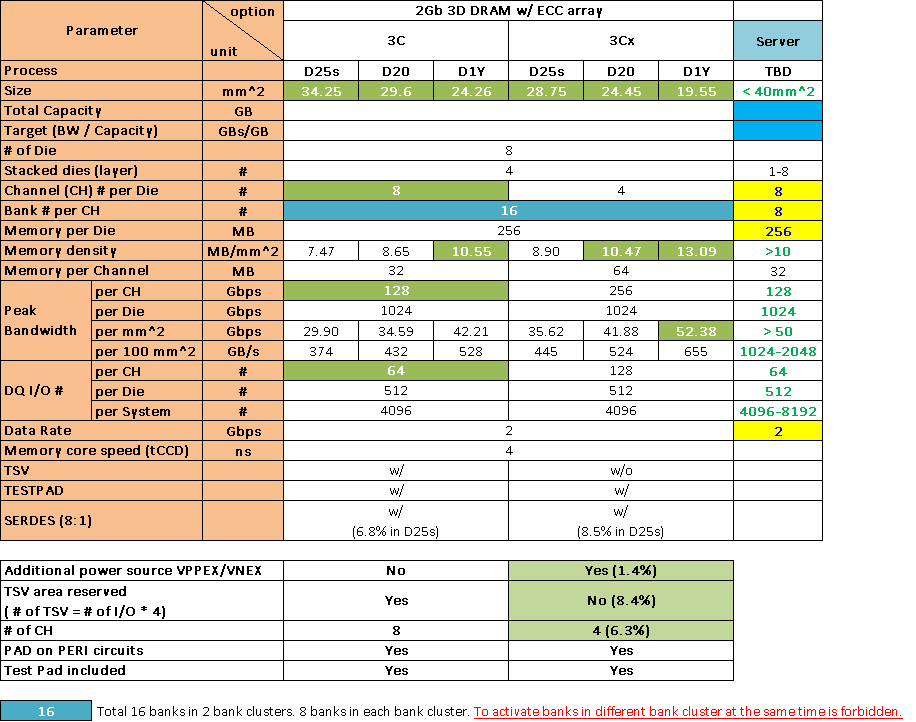 Parameter option unit 2Gb 3D DRAM w/ ECC array
3C 3Cx Server
Process D25s D20 D1Y D25s D20 D1Y TBD
Size mm^2 34.25 29.6 24.26 28.75 24.45 19.55 < 40mm^2
Total Capacity GB
Target (BW / Capacity) GBs/GB
# of Die 8
Stacked dies (layer) # 4 1-8
Channel (CH) # per Die # 8 4 8
Bank # per CH # 16 8
Memory per Die MB 256 256
Memory density MB/mm^2 7.47 8.65 10.55 8.90 10.47 13.09 >10
Memory per Channel MB 32 64 32
Peak Bandwidth
per CH Gbps 128 256 128
per Die Gbps 1024 1024 1024
per mm^2 Gbps 29.90 34.59 42.21 35.62 41.88 52.38 > 50
per 100 mm^2 GB/s 374 432 528 445 524 655 1024-2048
DQ I/O #
per CH # 64 128 64
per Die # 512 512 512
per System # 4096 4096 4096-8192
Data Rate Gbps 2 2
Memory core speed (tCCD) ns 4
TSV w/ w/o
TESTPAD w/ w/
SERDES (8:1) w/ w/
(6.8% in D25s) (8.5% in D25s)
Additional power source VPPEX/VNEX No Yes (1.4%)
TSV area reserved
( # of TSV = # of I/O * 4) Yes No (8.4%)
# of CH 8 4 (6.3%)
PAD on PERI circuits Yes Yes
Test Pad included Yes Yes
16 Total 16 banks in 2 bank clusters. 8 banks in each bank cluster. To activate banks in different bank cluster at the same time is forbidden.